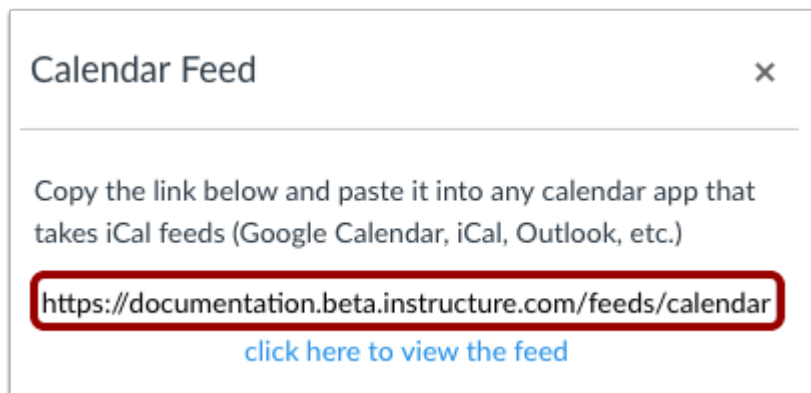 Calendar Feed ×
Copy the link below and paste it into any calendar app that
takes iCal feeds (Google Calendar, iCal, Outlook, etc.)
https://documentation.beta.instructure.com/feeds/calendar
click here to view the feed